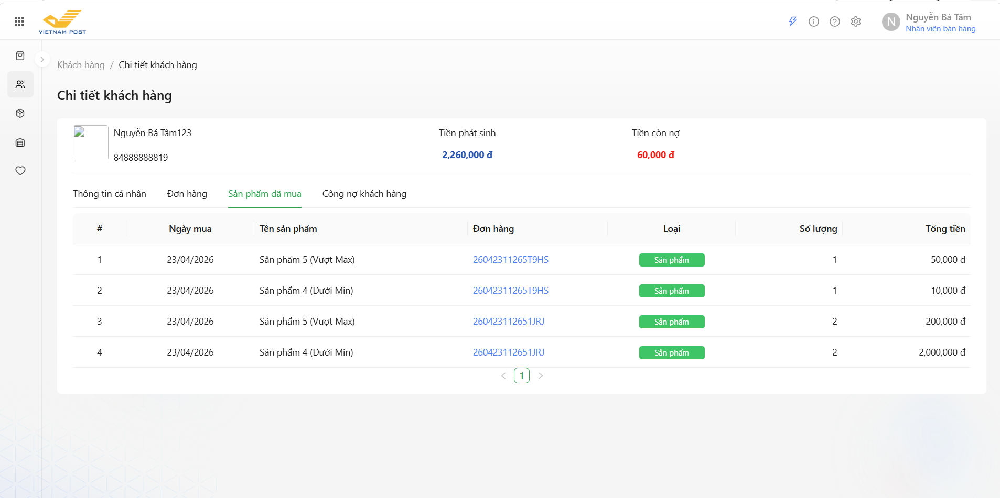 VIETNAM POST
N
Nguyễn Bá Tâm
Nhân viên bán hàng
Khách hàng / Chi tiết khách hàng
Chi tiết khách hàng
Nguyễn Bá Tâm123
84888888819
Tiền phát sinh
2,260,000 đ
Tiền còn nợ
60,000 đ
Thông tin cá nhân Đơn hàng Sản phẩm đã mua Công nợ khách hàng
# Ngày mua Tên sản phẩm Đơn hàng Loại Số lượng Tổng tiền
1 23/04/2026 Sản phẩm 5 (Vượt Max) 26042311265T9HS Sản phẩm 1 50,000 đ
2 23/04/2026 Sản phẩm 4 (Dưới Min) 26042311265T9HS Sản phẩm 1 10,000 đ
3 23/04/2026 Sản phẩm 5 (Vượt Max) 260423112651JRJ Sản phẩm 2 200,000 đ
4 23/04/2026 Sản phẩm 4 (Dưới Min) 260423112651JRJ Sản phẩm 2 2,000,000 đ
1